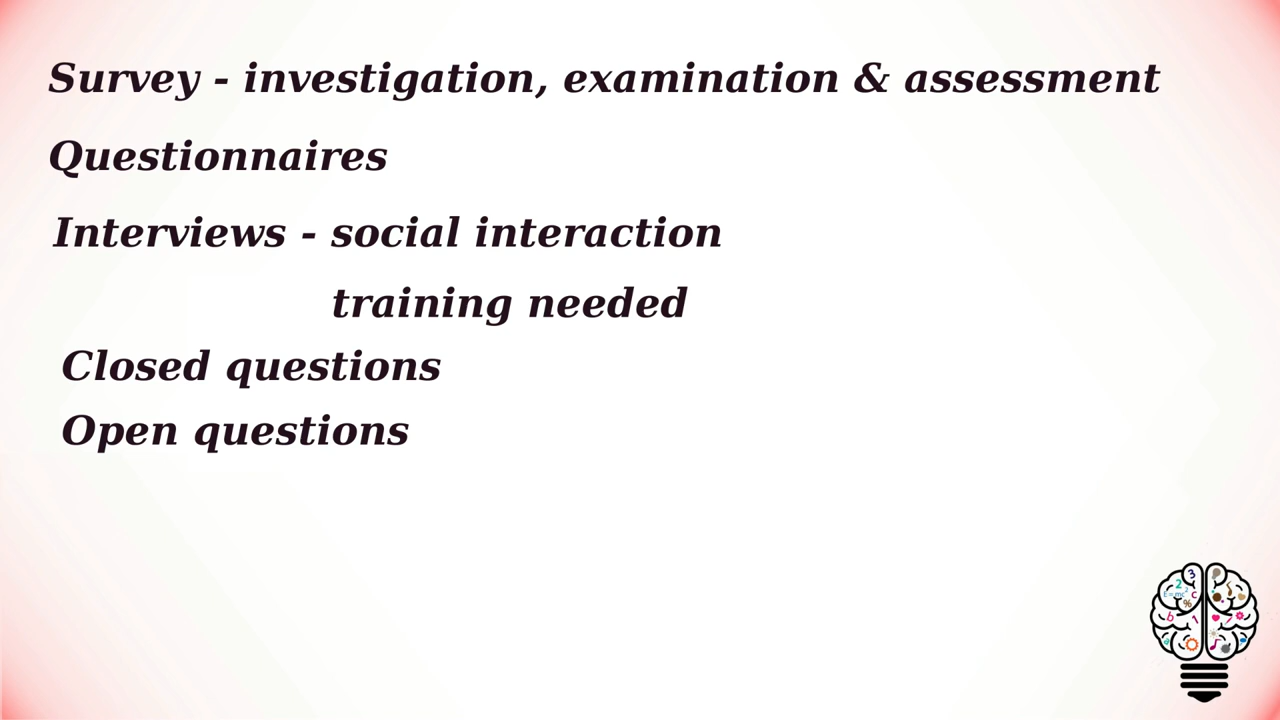 Survey - investigation, examination & assessment
Questionnaires
Interviews - social interaction
training needed
Closed questions
Open questions